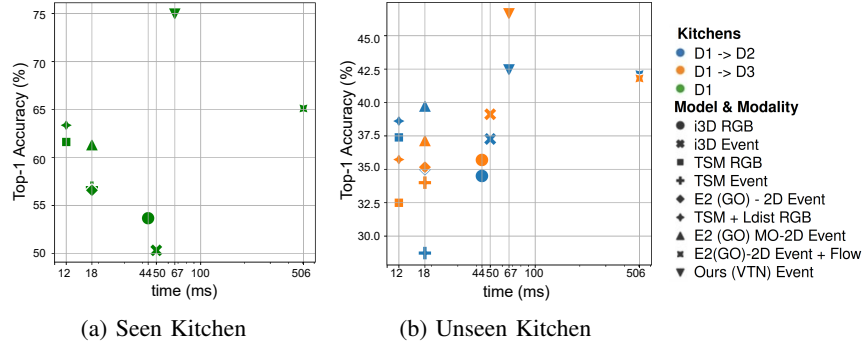 75
70
65
60
55
50
Top-1 Accuracy (%)
12 18 44 50 67 100 506
time (ms)
(a) Seen Kitchen
45.0
42.5
40.0
37.5
35.0
32.5
30.0
Top-1 Accuracy (%)
12 18 44 50 67 100 506
time (ms)
(b) Unseen Kitchen
Kitchens
D1 -> D2
D1 -> D3
D1
Model & Modality
i3D RGB
i3D Event
TSM RGB
TSM Event
E2 (GO) - 2D Event
TSM + Ldist RGB
E2 (GO) MO-2D Event
E2(GO)-2D Event + Flow
Ours (VTN) Event